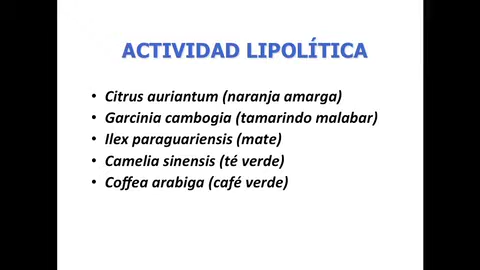 ACTIVIDAD LIPOLÍTICA
• Citrus auriantum (naranja amarga)
• Garcinia cambogia (tamarindo malabar)
• Ilex paraguariensis (mate)
• Camelia sinensis (té verde)
• Coffea arabiga (café verde)